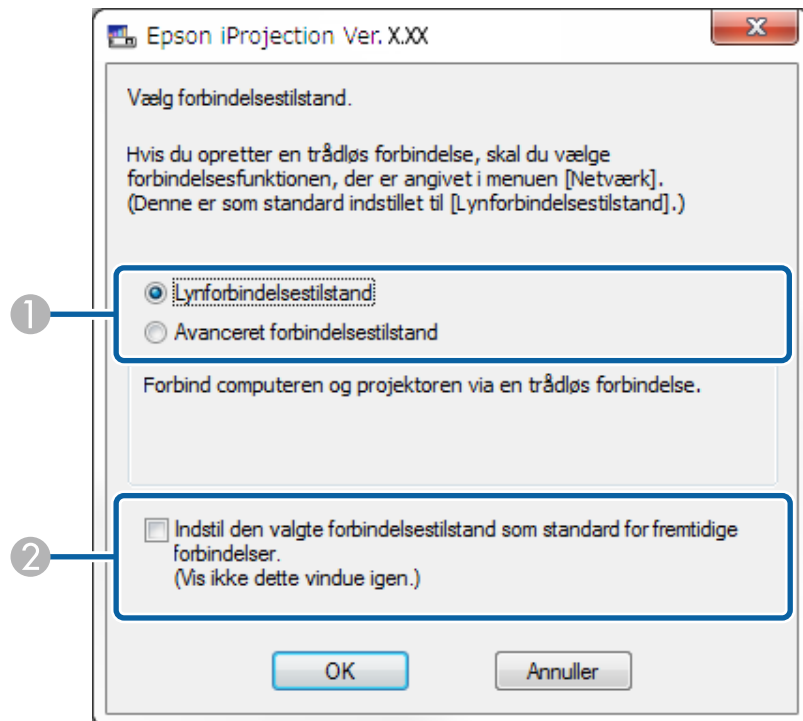 Epson iProjection Ver. X.XX
Vælg forbindelsestilstand.
Hvis du opretter en trådløs forbindelse, skal du vælge
forbindelsesfunktionen, der er angivet i menuen [Netværk].
(Denne er som standard indstillet til [Lynforbindelsestilstand].)
1
Lynforbindelsestilstand
Avanceret forbindelsestilstand
Forbind computeren og projektoren via en trådløs forbindelse.
2
Indstil den valgte forbindelsestilstand som standard for fremtidige
forbindelser.
(Vis ikke dette vindue igen.)
OK
Annuller